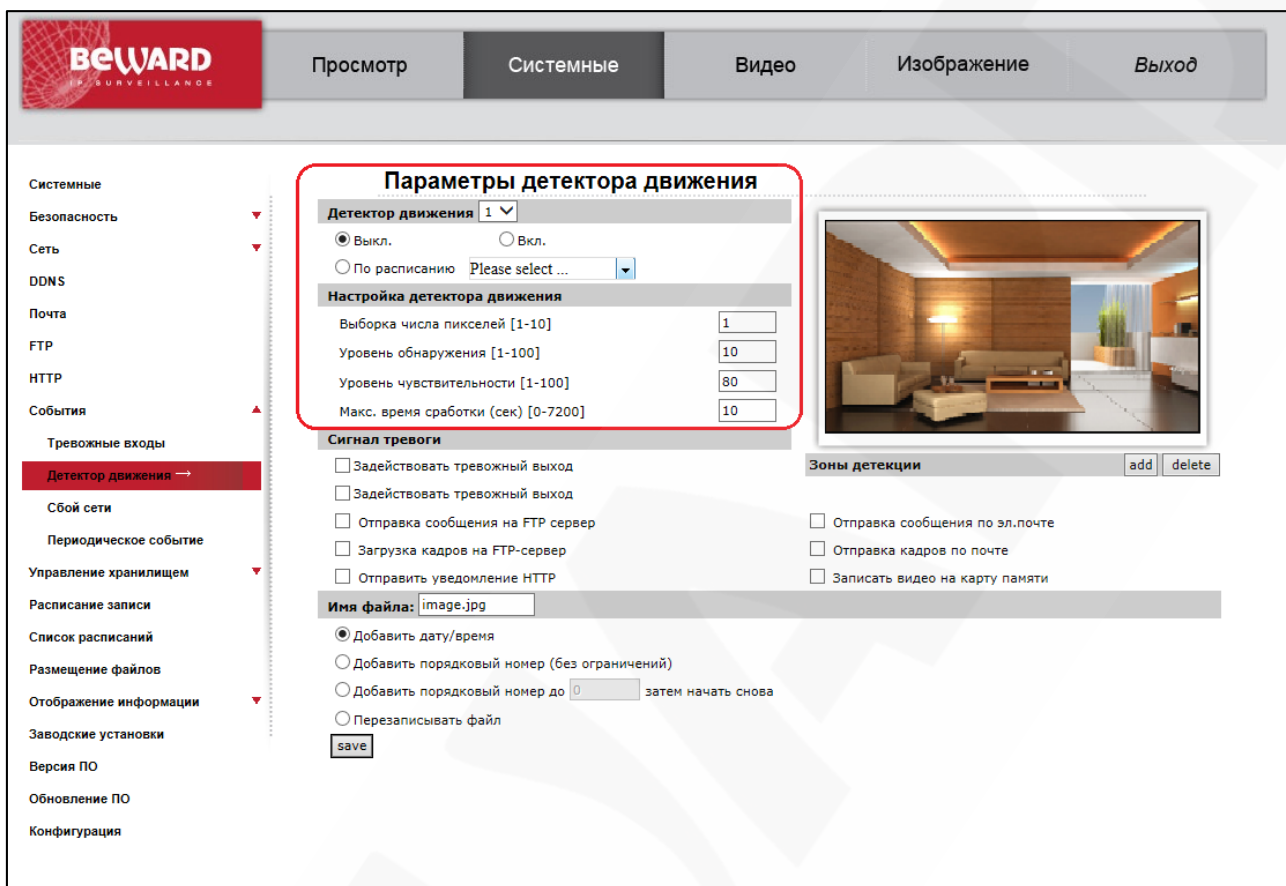 BEWARD
IP SURVEILLANCE
Просмотр
Системные
Видео
Изображение
Выход
Системные
Безопасность
Сеть
DDNS
Почта
FTP
HTTP
События
Тревожные входы
Детектор движения →
Сбой сети
Периодическое событие
Управление хранилищем
Расписание записи
Список расписаний
Размещение файлов
Отображение информации
Заводские установки
Версия ПО
Обновление ПО
Конфигурация
Параметры детектора движения
Детектор движения 1
Выкл. Вкл.
По расписанию Please select ...
Настройка детектора движения
Выборка числа пикселей [1-10] 1
Уровень обнаружения [1-100] 10
Уровень чувствительности [1-100] 80
Макс. время сработки (сек) [0-7200] 10
Сигнал тревоги
Задействовать тревожный выход
Зоны детекции add delete
Задействовать тревожный выход
Отправка сообщения на FTP сервер Отправка сообщения по эл.почте
Загрузка кадров на FTP-сервер Отправка кадров по почте
Отправить уведомление HTTP Записать видео на карту памяти
Имя файла: image.jpg
Добавить дату/время
Добавить порядковый номер (без ограничений)
Добавить порядковый номер до 0 затем начать снова
Перезаписывать файл
save